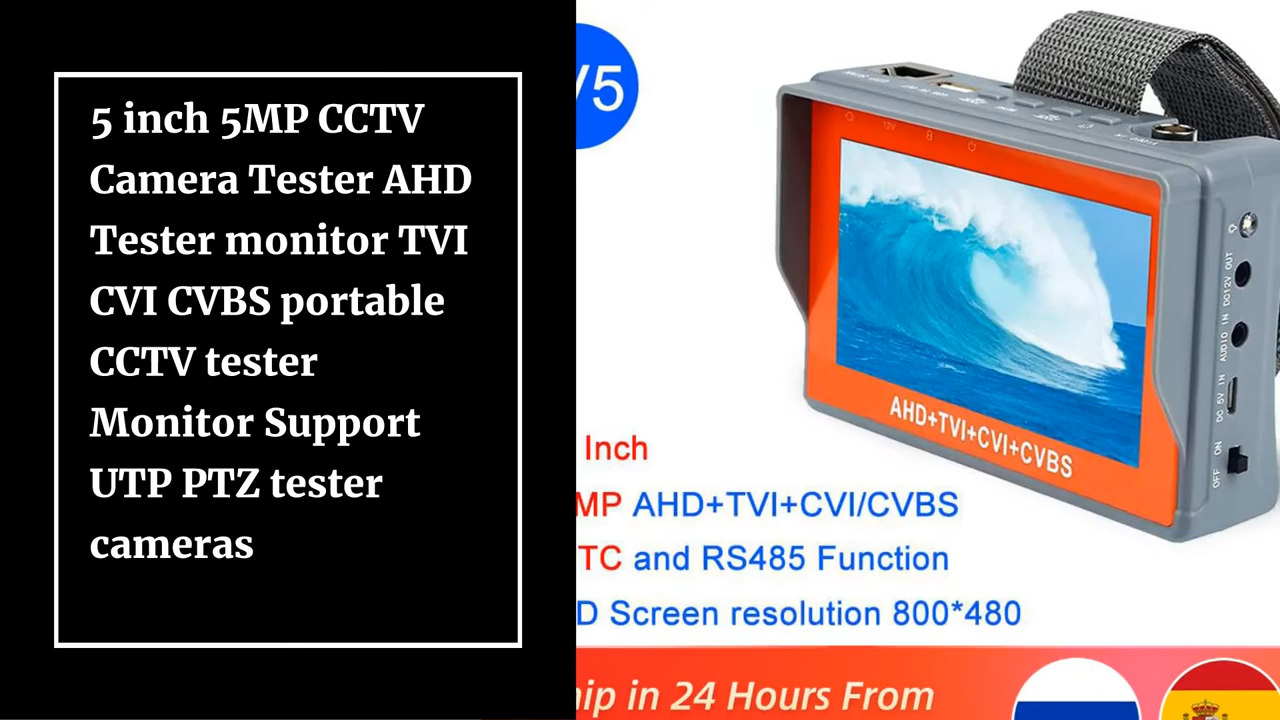 5 inch 5MP CCTV
Camera Tester AHD
Tester monitor TVI
CVI CVBS portable
CCTV tester
Monitor Support
UTP PTZ tester
cameras
V5
12V
AHD+TVI+CVI+CVBS
DC12V OUT
AUDIO IN
DC 5V IN
OFF ON
Inch
MP AHD+TVI+CVI/CVBS
TC and RS485 Function
D Screen resolution 800*480
hip in 24 Hours From